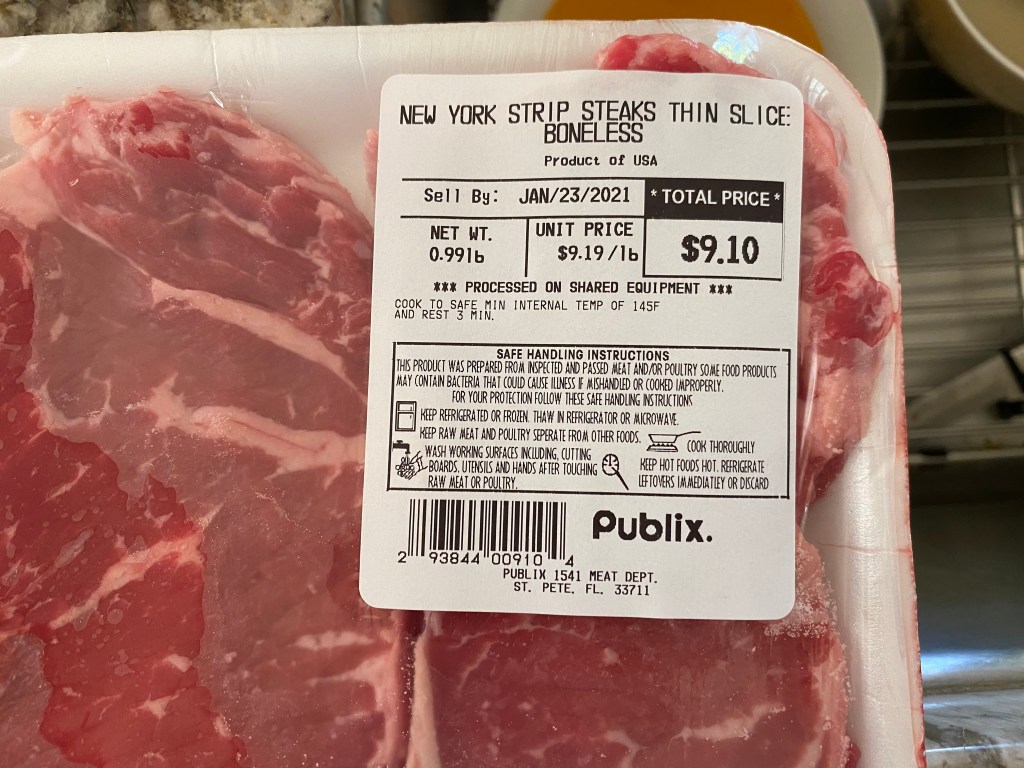 NEW YORK STRIP STEAKS THIN SLICE
BONELESS
Product of USA
Sell By: JAN/23/2021
* TOTAL PRICE *
NET WT.
0.99lb
UNIT PRICE
$9.19/lb
$9.10
*** PROCESSED ON SHARED EQUIPMENT ***
COOK TO SAFE MIN INTERNAL TEMP OF 145F
AND REST 3 MIN.
SAFE HANDLING INSTRUCTIONS
THIS PRODUCT WAS PREPARED FROM INSPECTED AND PASSED MEAT AND/OR POULTRY SOME FOOD PRODUCTS
MAY CONTAIN BACTERIA THAT COULD CAUSE ILLNESS IF MISHANDLED OR COOKED IMPROPERLY.
FOR YOUR PROTECTION FOLLOW THESE SAFE HANDLING INSTRUCTIONS
KEEP REFRIGERATED OR FROZEN. THAW IN REFRIGERATOR OR MICROWAVE.
KEEP RAW MEAT AND POULTRY SEPERATE FROM OTHER FOODS.
COOK THOROUGHLY
WASH WORKING SURFACES INCLUDING, CUTTING
BOARDS, UTENSILS AND HANDS AFTER TOUCHING
RAW MEAT OR POULTRY.
KEEP HOT FOODS HOT. REFRIGERATE
LEFTOVERS IMMEDIATLEY OR DISCARD
2 93844 00910 4
Publix.
PUBLIX 1541 MEAT DEPT.
ST. PETE, FL. 33711